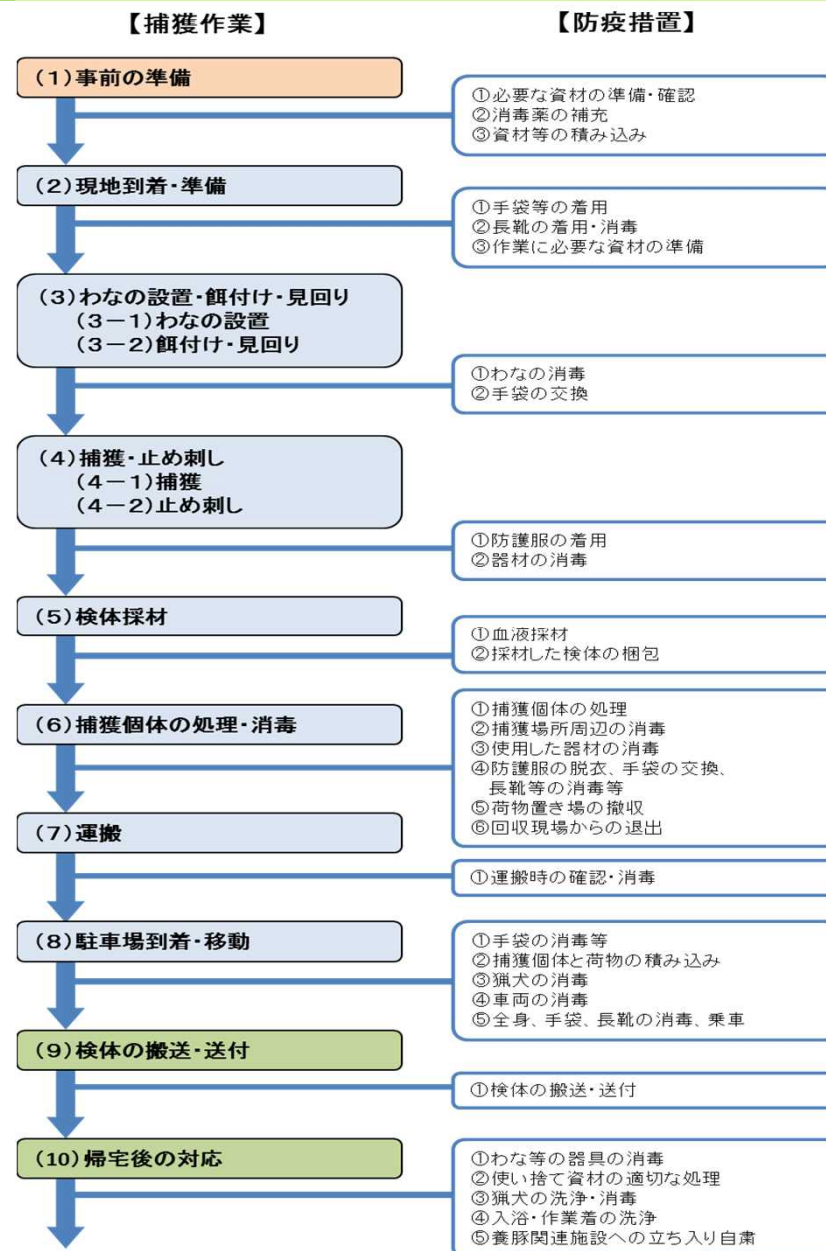 【捕獲作業】
【防疫措置】
(1)事前の準備
①必要な資材の準備・確認
②消毒薬の補充
③資材等の積み込み
(2)現地到着・準備
①手袋等の着用
②長靴の着用・消毒
③作業に必要な資材の準備
(3)わなの設置・餌付け・見回り
(3-1)わなの設置
(3-2)餌付け・見回り
①わなの消毒
②手袋の交換
(4)捕獲・止め刺し
(4-1)捕獲
(4-2)止め刺し
①防護服の着用
②器材の消毒
(5)検体採材
①血液採材
②採材した検体の梱包
(6)捕獲個体の処理・消毒
①捕獲個体の処理
②捕獲場所周辺の消毒
③使用した器材の消毒
④防護服の脱衣、手袋の交換、
長靴等の消毒等
⑤荷物置き場の撤収
⑥回収現場からの退出
(7)運搬
①運搬時の確認・消毒
(8)駐車場到着・移動
①手袋の消毒等
②捕獲個体と荷物の積み込み
③猟犬の消毒
④車両の消毒
⑤全身、手袋、長靴の消毒、乗車
(9)検体の搬送・送付
①検体の搬送・送付
(10)帰宅後の対応
①わな等の器具の消毒
②使い捨て資材の適切な処理
③猟犬の洗浄・消毒
④入浴・作業着の洗浄
⑤養豚関連施設への立ち入り自粛